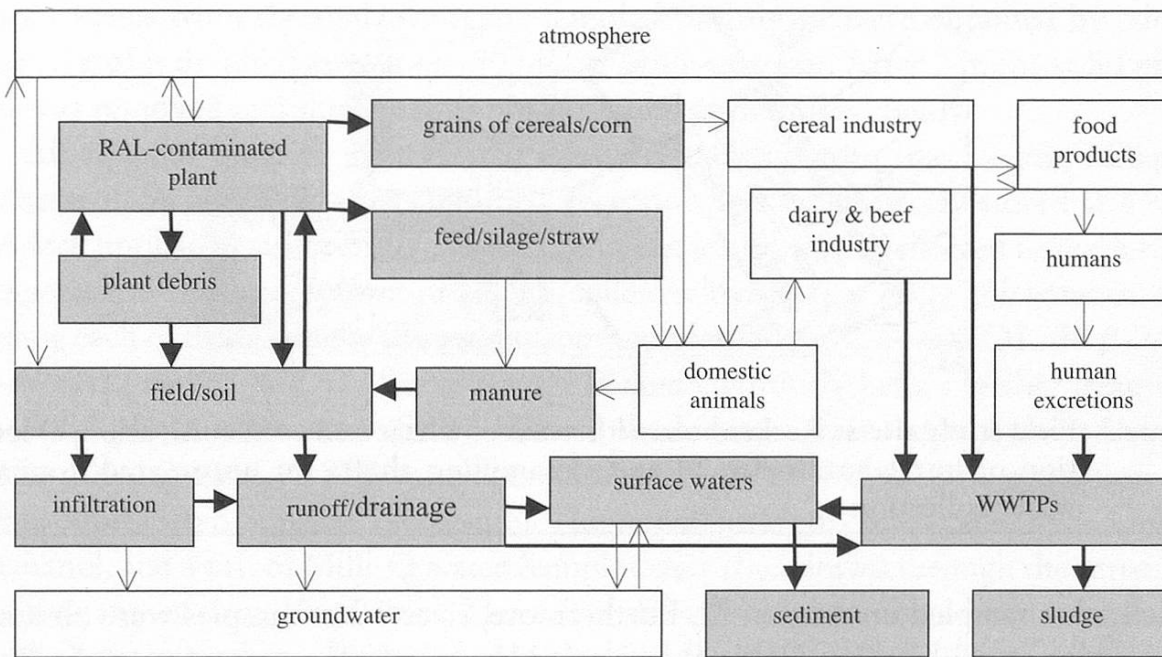 atmosphere
RAL-contaminated
plant
grains of cereals/corn
cereal industry
food
products
feed/silage/straw
dairy & beef
industry
humans
plant debris
field/soil
manure
domestic
animals
human
excretions
infiltration
runoff/drainage
surface waters
WWTPs
groundwater
sediment
sludge